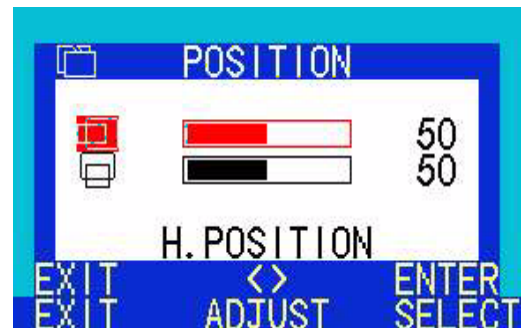 POSITION
50
50
H.POSITION
EXIT <> ENTER
EXIT ADJUST SELECT